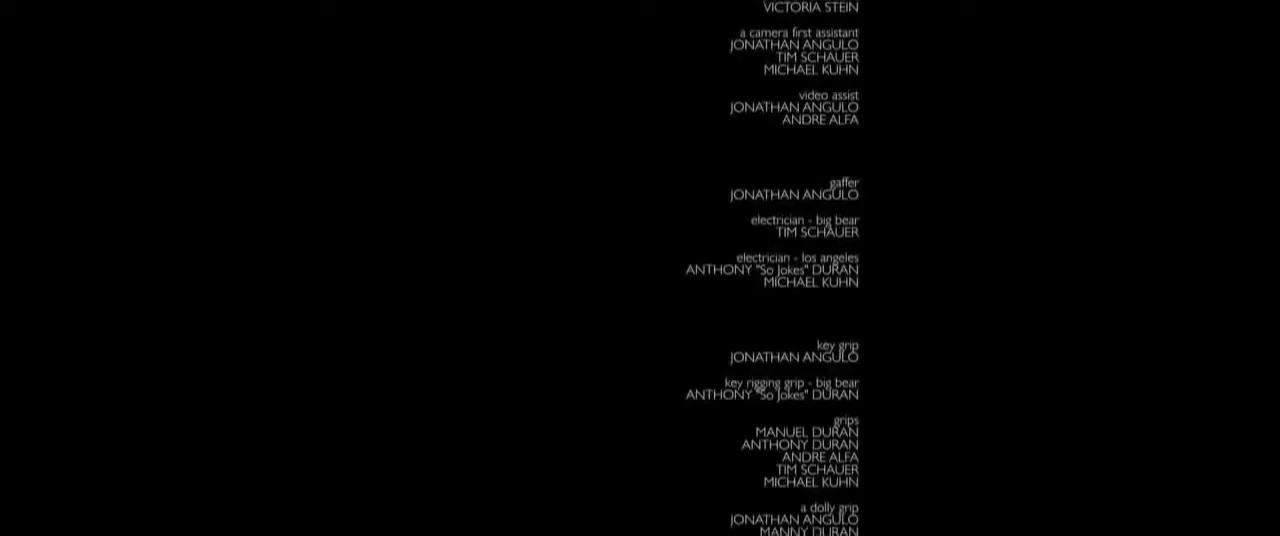 VICTORIA STEIN
a camera first assistant
JONATHAN ANGULO
TIM SCHAUER
MICHAEL KUHN
video assist
JONATHAN ANGULO
ANDRE ALFA
gaffer
JONATHAN ANGULO
electrician - big bear
TIM SCHAUER
electrician - los angeles
ANTHONY "So Jokes" DURAN
MICHAEL KUHN
key grip
JONATHAN ANGULO
key rigging grip - big bear
ANTHONY "So Jokes" DURAN
grips
MANUEL DURAN
ANTHONY DURAN
ANDRE ALFA
TIM SCHAUER
MICHAEL KUHN
a dolly grip
JONATHAN ANGULO
MANNY DURAN